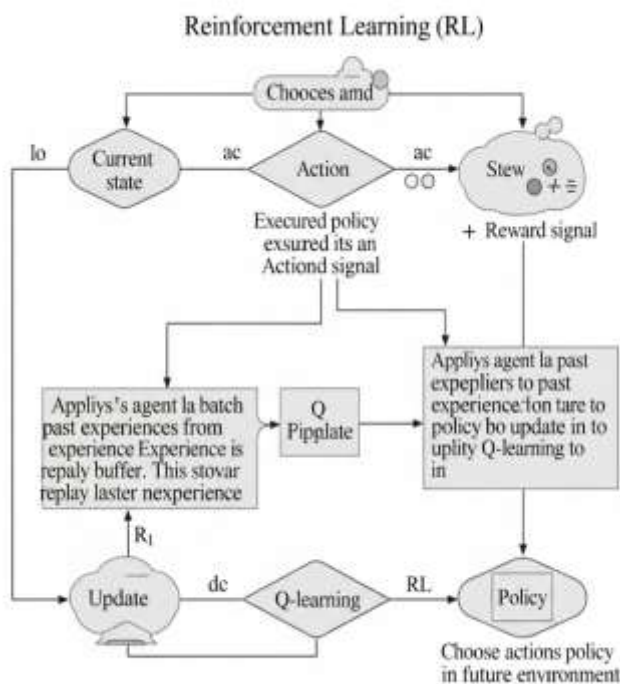 Reinforcement Learning (RL)
Chooces amd
lo
Current
state
ac
Action
ac
Stew
Execured policy
exsured its an
Actiond signal
+ Reward signal
Appliys's agent la batch
past experiences from
experience Experience is
repaly buffer. This stovar
replay laster nexperience
Q
Pipplate
Appliys agent la past
expepliers to past
experience/ion tare to
policy bo update in to
uplity Q-learning to
in
R1
Update
dc
Q-learning
RL
Policy
Choose actions policy
in future environment